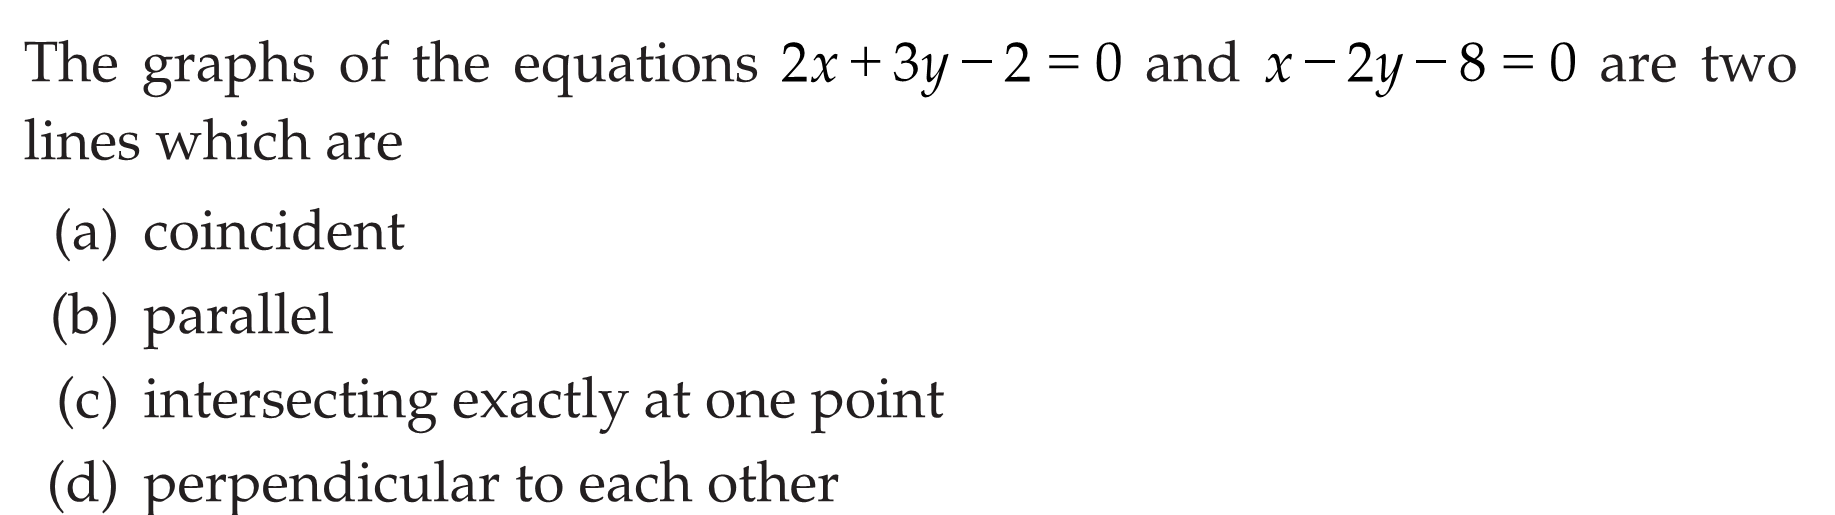 The graphs of the equations 2x + 3y − 2 = 0 and x − 2y − 8 = 0 are two
lines which are
(a) coincident
(b) parallel
(c) intersecting exactly at one point
(d) perpendicular to each other